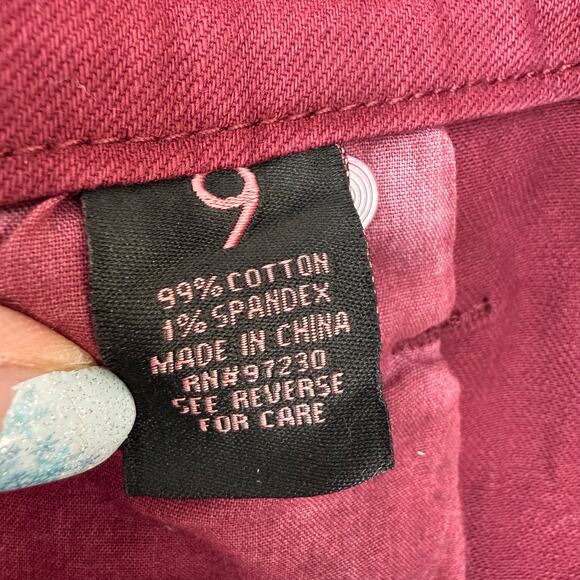 9
99% COTTON
1% SPANDEX
MADE IN CHINA
RN#97230
SEE REVERSE
FOR CARE